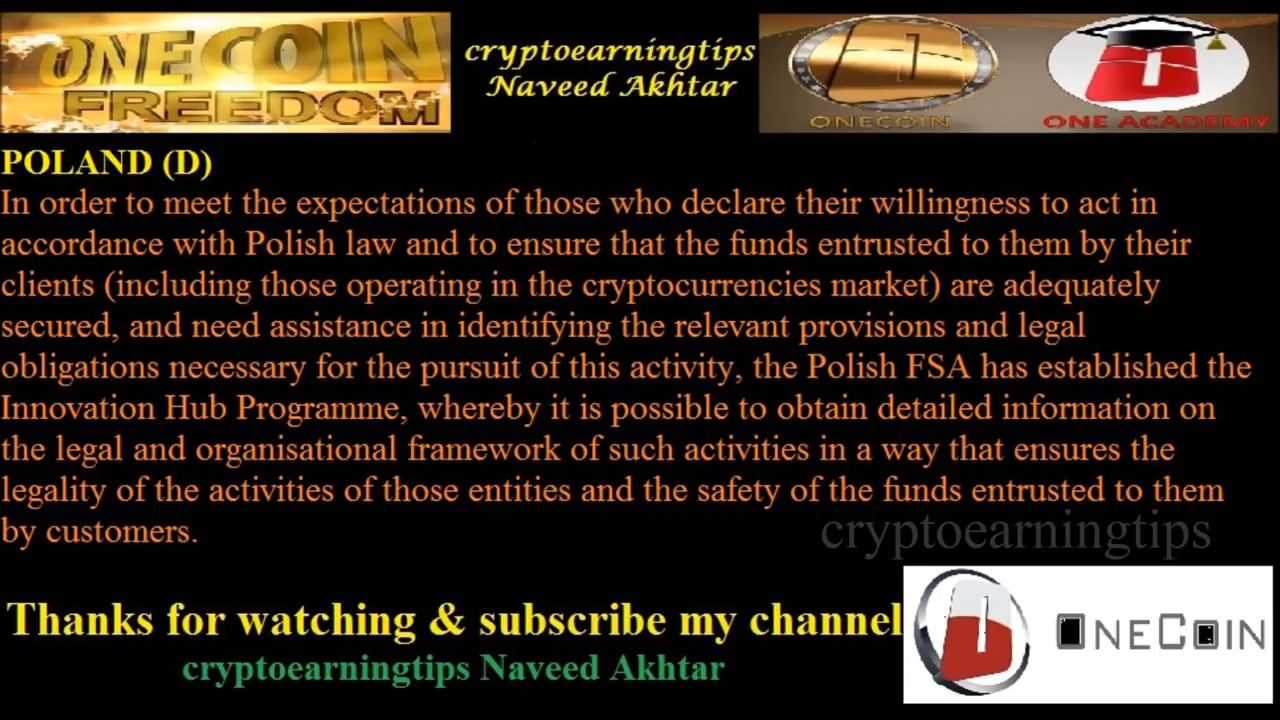 ONE COIN
FREEDOM
cryptoearningtips
Naveed Akhtar
ONECOIN
ONE ACADEMY
POLAND (D)
In order to meet the expectations of those who declare their willingness to act in
accordance with Polish law and to ensure that the funds entrusted to them by their
clients (including those operating in the cryptocurrencies market) are adequately
secured, and need assistance in identifying the relevant provisions and legal
obligations necessary for the pursuit of this activity, the Polish FSA has established the
Innovation Hub Programme, whereby it is possible to obtain detailed information on
the legal and organisational framework of such activities in a way that ensures the
legality of the activities of those entities and the safety of the funds entrusted to them
by customers.
cryptoearningtips
Thanks for watching & subscribe my channel
cryptoearningtips Naveed Akhtar
ONECOIN